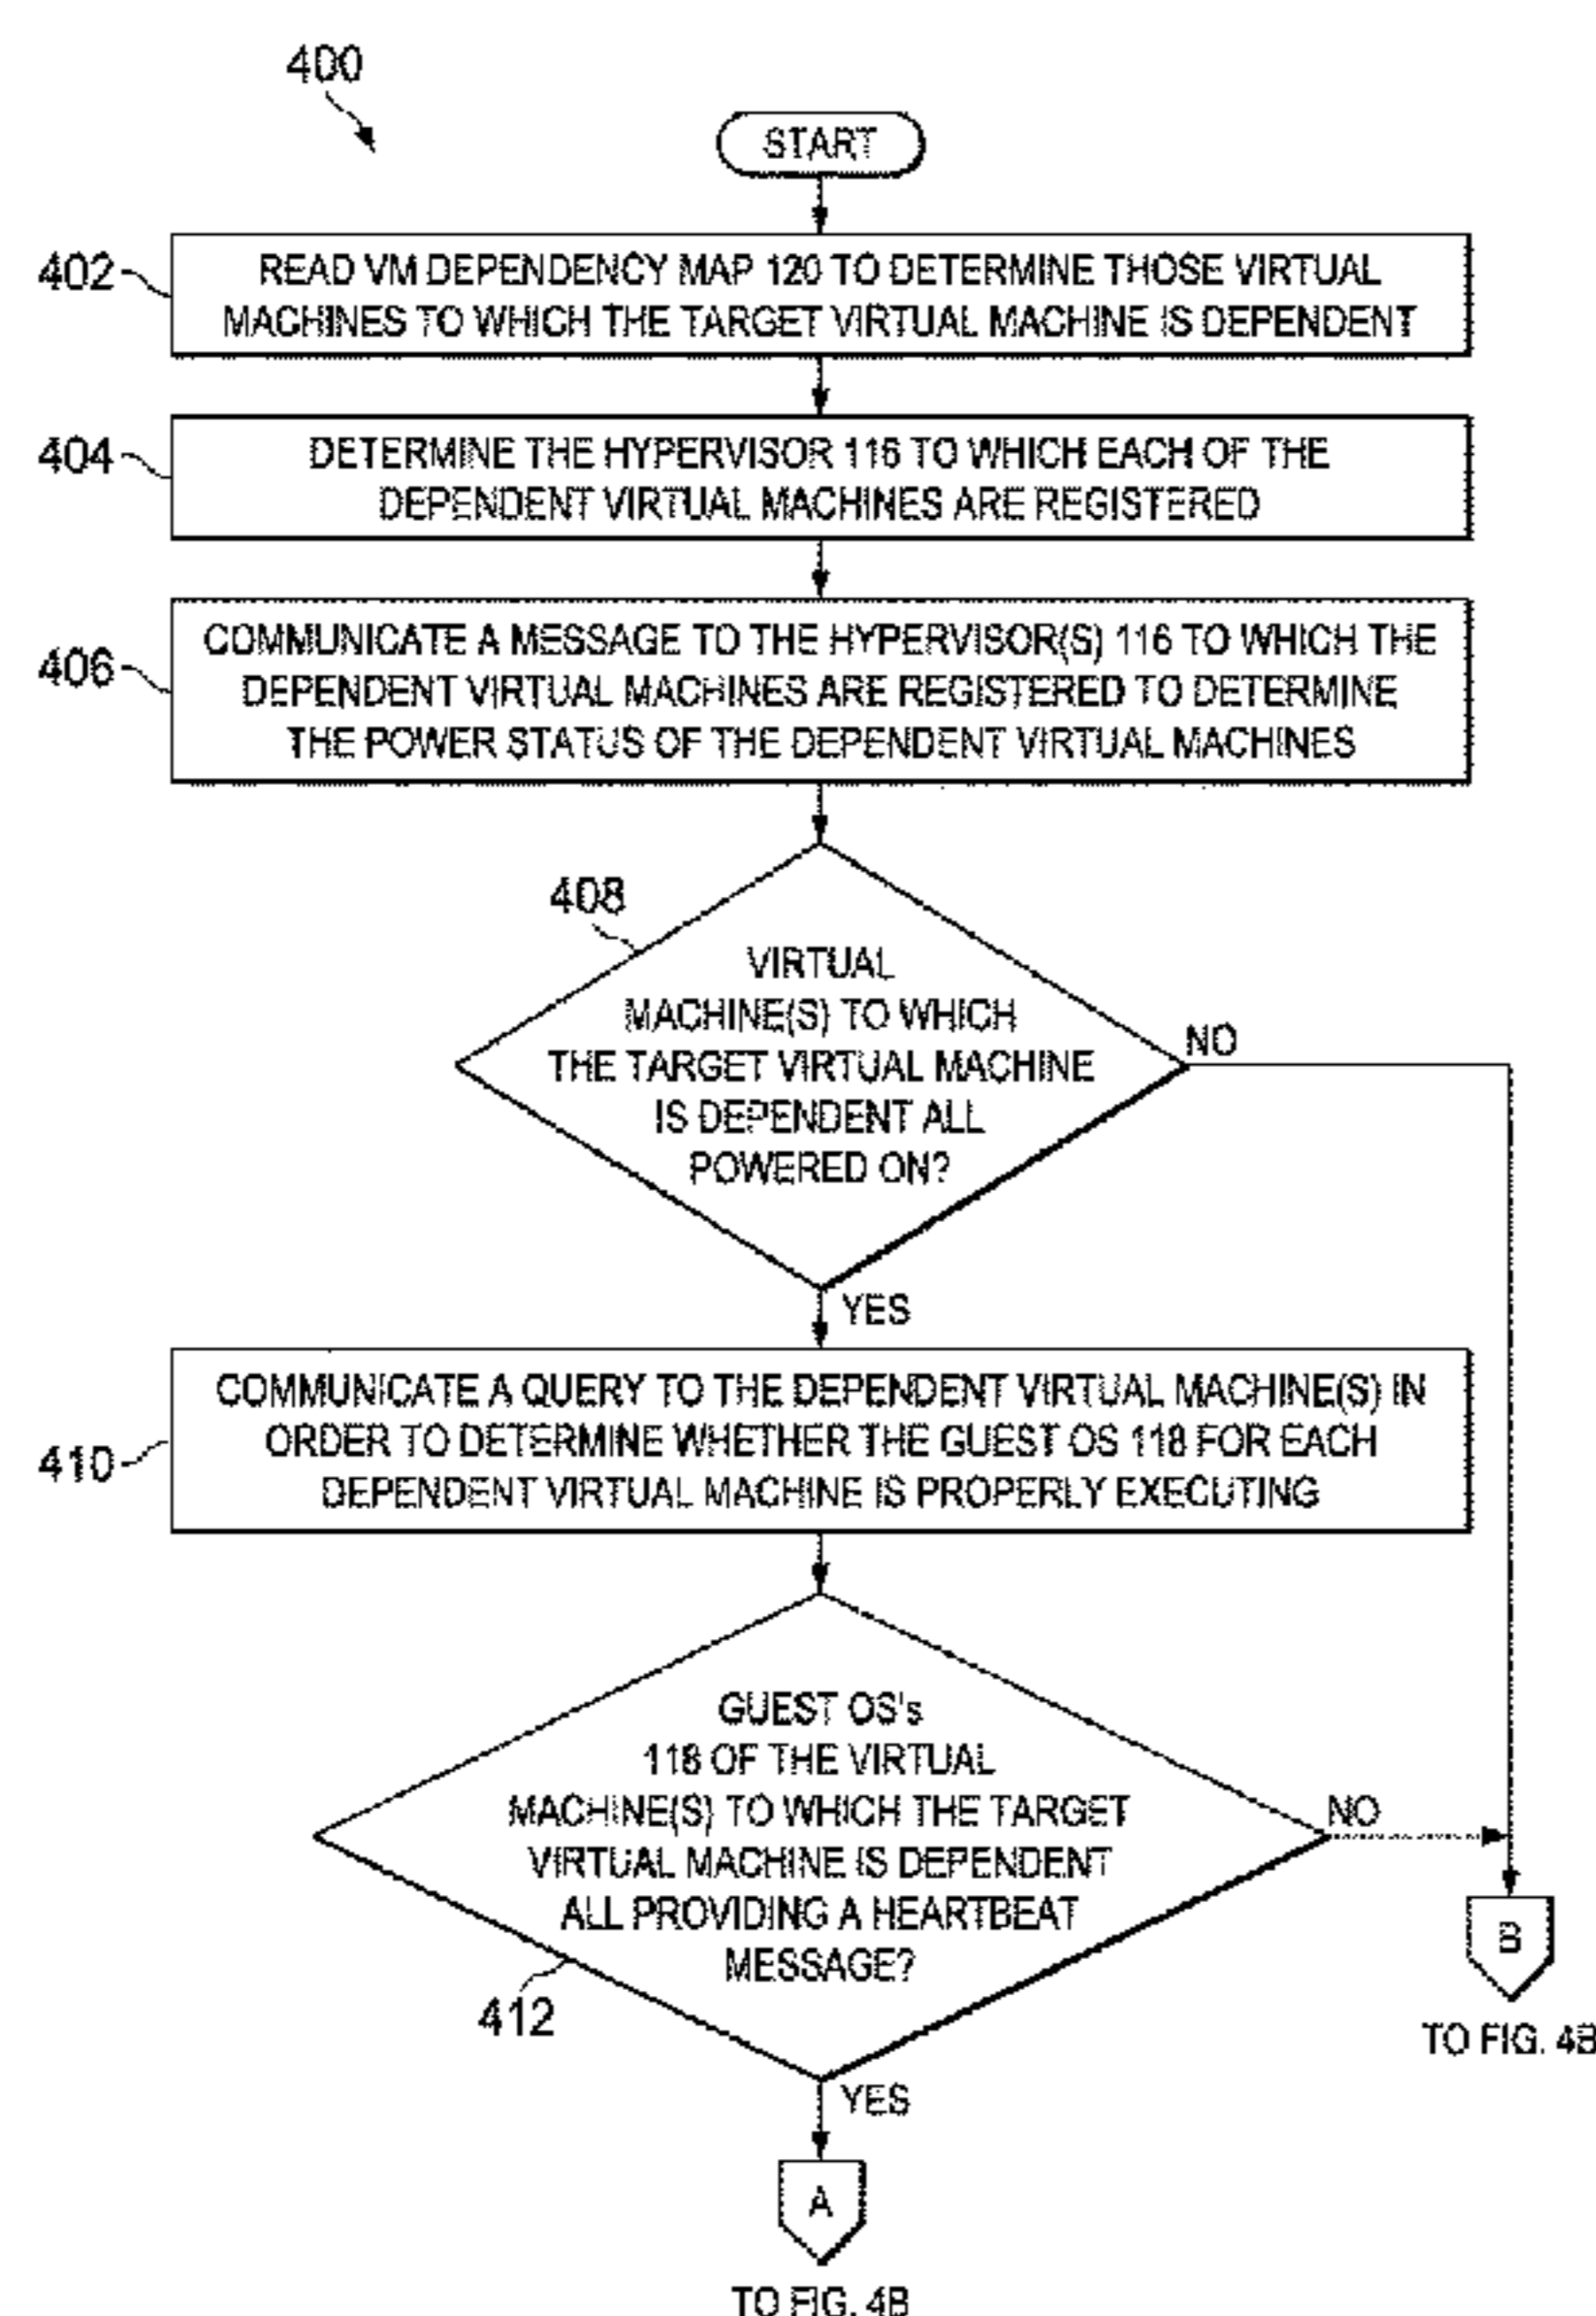 400
START
402
READ VM DEPENDENCY MAP 120 TO DETERMINE THOSE VIRTUAL
MACHINES TO WHICH THE TARGET VIRTUAL MACHINE IS DEPENDENT
404
DETERMINE THE HYPERVISOR 116 TO WHICH EACH OF THE
DEPENDENT VIRTUAL MACHINES ARE REGISTERED
406
COMMUNICATE A MESSAGE TO THE HYPERVISOR(S) 116 TO WHICH THE
DEPENDENT VIRTUAL MACHINES ARE REGISTERED TO DETERMINE
THE POWER STATUS OF THE DEPENDENT VIRTUAL MACHINES
408
VIRTUAL
MACHINE(S) TO WHICH
THE TARGET VIRTUAL MACHINE
IS DEPENDENT ALL
POWERED ON?
NO
YES
410
COMMUNICATE A QUERY TO THE DEPENDENT VIRTUAL MACHINE(S) IN
ORDER TO DETERMINE WHETHER THE GUEST OS 118 FOR EACH
DEPENDENT VIRTUAL MACHINE IS PROPERLY EXECUTING
GUEST OS's
118 OF THE VIRTUAL
MACHINE(S) TO WHICH THE TARGET
VIRTUAL MACHINE IS DEPENDENT
ALL PROVIDING A HEARTBEAT
MESSAGE?
NO
412
B
TO FIG. 4B
YES
A
TO FIG. 4B